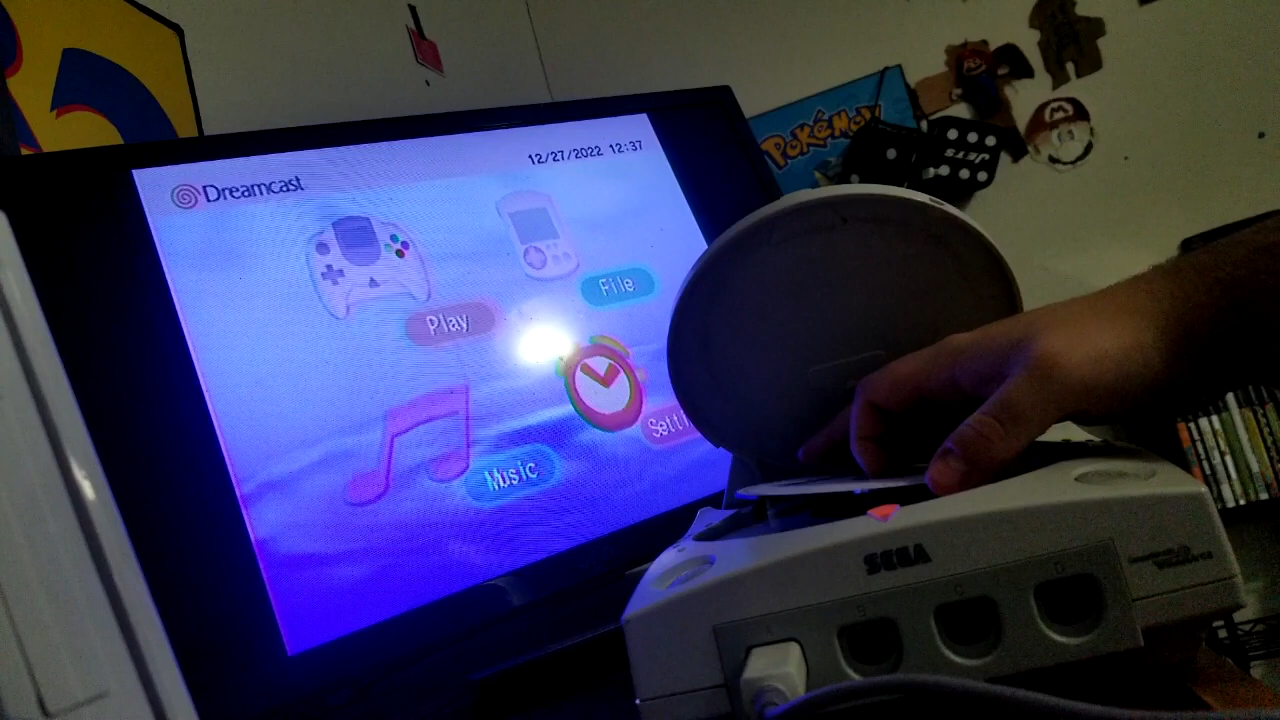 12/27/2022 12:37
Dreamcast
File
Play
Setti
Music
POKéMON
JETS
M
M
SEGA
A
B
C
D